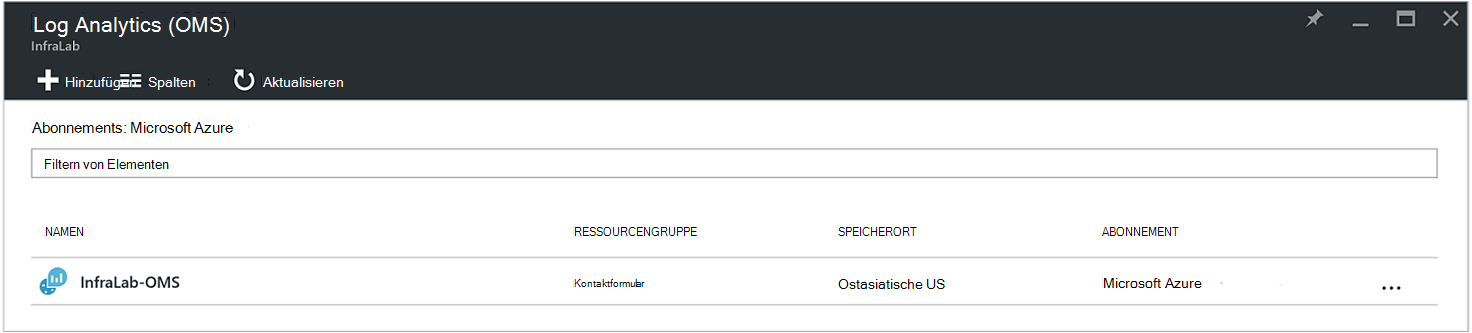 Log Analytics (OMS)
InfraLab
Hinzufügen Spalten Aktualisieren
Abonnements: Microsoft Azure
Filtern von Elementen
NAMEN RESSOURCENGRUPPE SPEICHERORT ABONNEMENT
InfraLab-OMS Kontaktformular Ostasiatische US Microsoft Azure ...